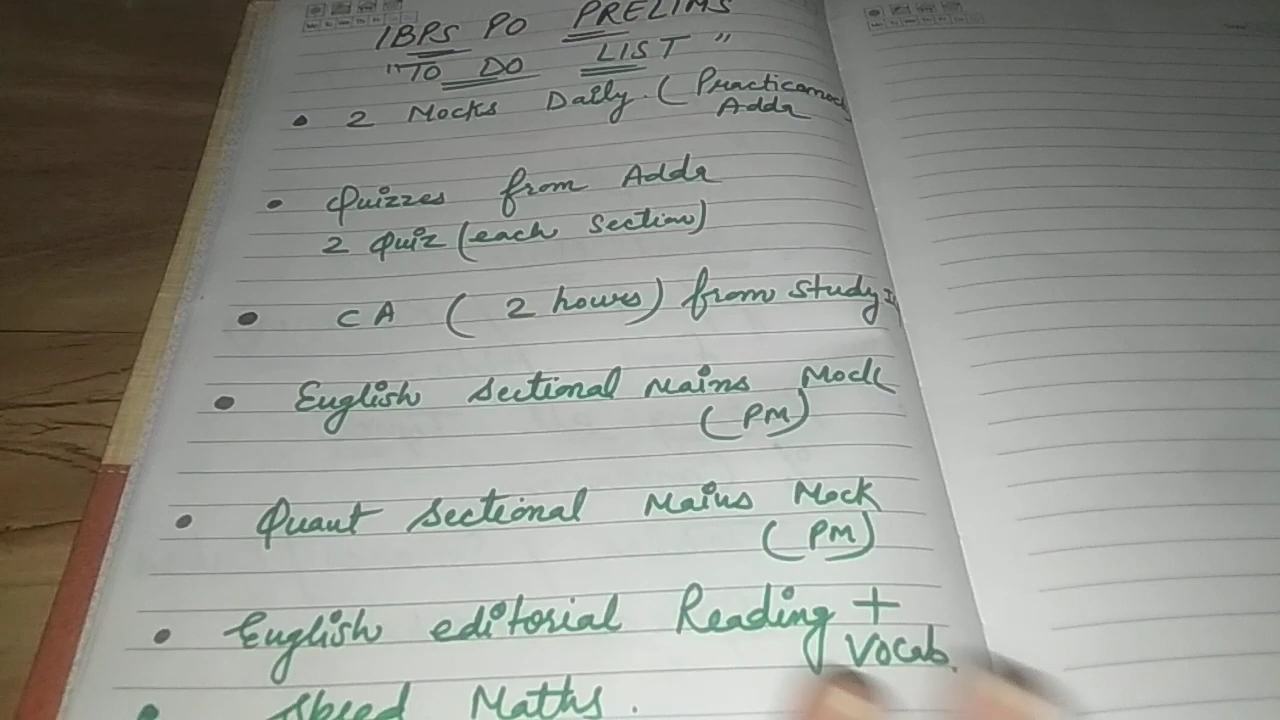 IBPS PO PRELIMS
"TO DO LIST"
• 2 Mocks Daily. (Practicemock,
Adda
• Quizzes from Adda
2 Quiz (each section)
• CA (2 hours) from Study
• English sectional Mains Mock
(PM)
• Quant sectional Mains Mock
(PM)
• English editorial Reading +
Vocab.
• Speed Maths.